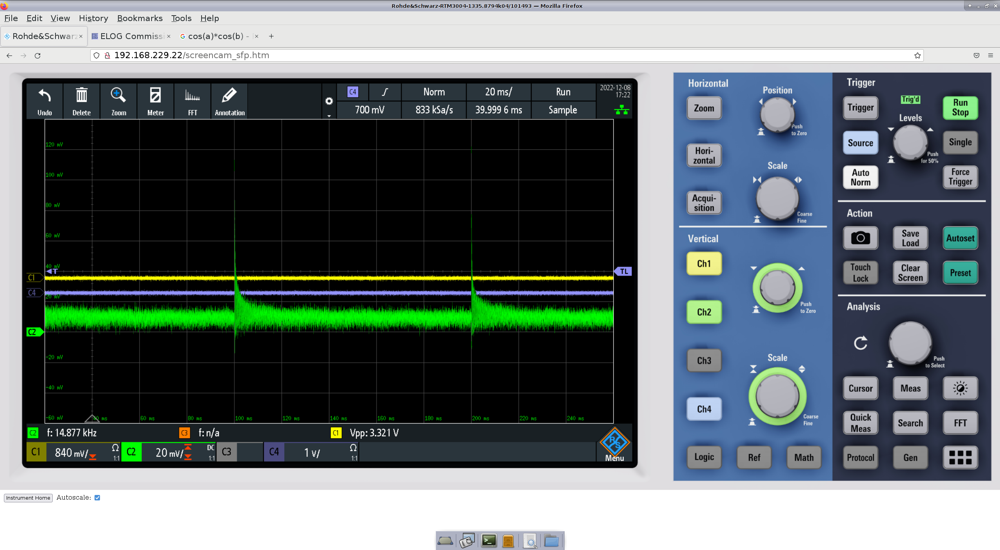 Rohde&Schwarz-RTM3004-1335.8794k04/101493 — Mozilla Firefox
File Edit View History Bookmarks Tools Help
Rohde&Schwarz
ELOG Commissi
cos(a)*cos(b) -
192.168.229.22/screencam_sfp.htm
Undo Delete Zoom Meter FFT Annotation
C4 Norm 20 ms/ Run
700 mV 833 kSa/s 39.999 6 ms Sample
2022-12-08
17:22
120 mV
100 mV
80 mV
60 mV
40 mV
T
TL
C1
C4
20 mV
C2
-20 mV
-40 mV
-60 mV
40 ms 60 ms 80 ms 100 ms 120 ms 140 ms 160 ms 180 ms 200 ms 220 ms 240 ms
C2 f: 14.877 kHz C3 f: n/a C1 Vpp: 3.321 V
C1 840 mV/ Ω 1:1 C2 20 mV/ DC 1:1 C3 C4 1 V/ Ω 1:1
R S
Menu
Horizontal
Position
Zoom
Push
to Zero
Hori-
zontal
Scale
Acqui-
sition
Coarse
Fine
Vertical
Ch1
Ch2
Push
to Zero
Ch3
Scale
Ch4
Coarse
Fine
Logic Ref Math
Trigger
Trig'd
Trigger
Levels
Run
Stop
Source
Push
for 50%
Single
Auto
Norm
Force
Trigger
Action
Save
Load
Autoset
Touch
Lock
Clear
Screen
Preset
Analysis
Push
to Select
Cursor Meas
Quick
Meas
Search FFT
Protocol Gen
Instrument Home Autoscale: